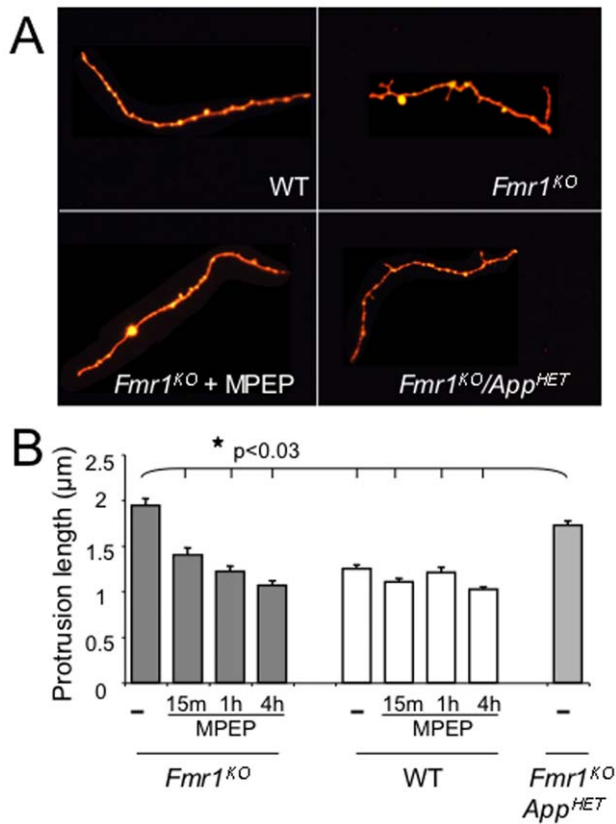 A
WT
Fmr1ᴷᴼ
Fmr1ᴷᴼ + MPEP
Fmr1ᴷᴼ/Appᴴᴱᵀ
B
★ p<0.03
Protrusion length (µm)
2.5
2
1.5
1
0.5
0
– 15m 1h 4h – 15m 1h 4h –
MPEP MPEP
Fmr1ᴷᴼ WT Fmr1ᴷᴼ
Appᴴᴱᵀ